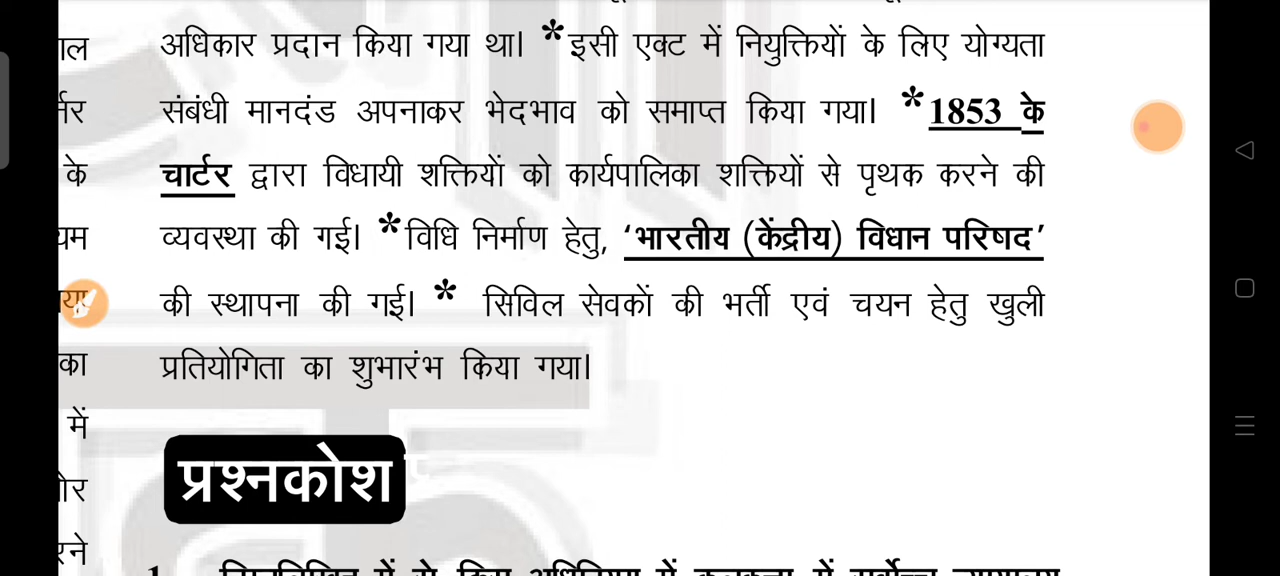 अधिकार प्रदान किया गया था। *इसी एक्ट में नियुक्तियों के लिए योग्यता
संबंधी मानदंड अपनाकर भेदभाव को समाप्त किया गया। *1853 के
चार्टर द्वारा विधायी शक्तियों को कार्यपालिका शक्तियों से पृथक करने की
व्यवस्था की गई। *विधि निर्माण हेतु, ‘भारतीय (केंद्रीय) विधान परिषद’
की स्थापना की गई। * सिविल सेवकों की भर्ती एवं चयन हेतु खुली
प्रतियोगिता का शुभारंभ किया गया।
के
का
में
प्रश्नकोश